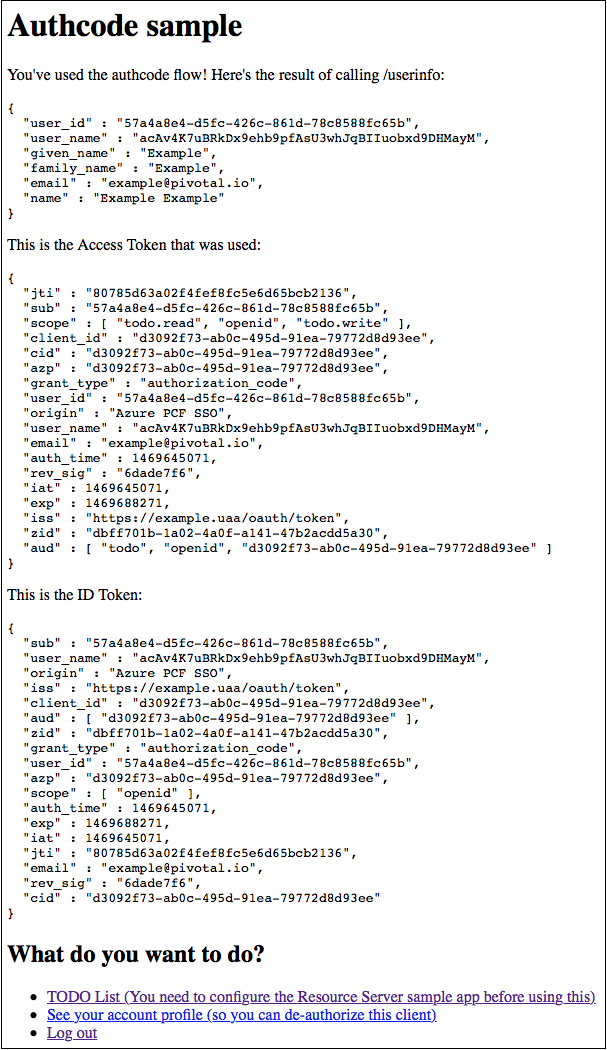 Authcode sample
You've used the authcode flow! Here's the result of calling /userinfo:
{
  "user_id" : "57a4a8e4-d5fc-426c-861d-78c8588fc65b",
  "user_name" : "acAv4K7uBRkDx9ehb9pfAsU3whJqBIIuobxd9DHMayM",
  "given_name" : "Example",
  "family_name" : "Example",
  "email" : "example@pivotal.io",
  "name" : "Example Example"
}
This is the Access Token that was used:
{
  "jti" : "80785d63a02f4fef8fc5e6d65bcb2136",
  "sub" : "57a4a8e4-d5fc-426c-861d-78c8588fc65b",
  "scope" : [ "todo.read", "openid", "todo.write" ],
  "client_id" : "d3092f73-ab0c-495d-91ea-79772d8d93ee",
  "cid" : "d3092f73-ab0c-495d-91ea-79772d8d93ee",
  "azp" : "d3092f73-ab0c-495d-91ea-79772d8d93ee",
  "grant_type" : "authorization_code",
  "user_id" : "57a4a8e4-d5fc-426c-861d-78c8588fc65b",
  "origin" : "Azure PCF SSO",
  "user_name" : "acAv4K7uBRkDx9ehb9pfAsU3whJqBIIuobxd9DHMayM",
  "email" : "example@pivotal.io",
  "auth_time" : 1469645071,
  "rev_sig" : "6dade7f6",
  "iat" : 1469645071,
  "exp" : 1469688271,
  "iss" : "https://example.uaa/oauth/token",
  "zid" : "dbff701b-1a02-4a0f-a141-47b2acdd5a30",
  "aud" : [ "todo", "openid", "d3092f73-ab0c-495d-91ea-79772d8d93ee" ]
}
This is the ID Token:
{
  "sub" : "57a4a8e4-d5fc-426c-861d-78c8588fc65b",
  "user_name" : "acAv4K7uBRkDx9ehb9pfAsU3whJqBIIuobxd9DHMayM",
  "origin" : "Azure PCF SSO",
  "iss" : "https://example.uaa/oauth/token",
  "client_id" : "d3092f73-ab0c-495d-91ea-79772d8d93ee",
  "aud" : [ "d3092f73-ab0c-495d-91ea-79772d8d93ee" ],
  "zid" : "dbff701b-1a02-4a0f-a141-47b2acdd5a30",
  "grant_type" : "authorization_code",
  "user_id" : "57a4a8e4-d5fc-426c-861d-78c8588fc65b",
  "azp" : "d3092f73-ab0c-495d-91ea-79772d8d93ee",
  "scope" : [ "openid" ],
  "auth_time" : 1469645071,
  "exp" : 1469688271,
  "iat" : 1469645071,
  "jti" : "80785d63a02f4fef8fc5e6d65bcb2136",
  "email" : "example@pivotal.io",
  "rev_sig" : "6dade7f6",
  "cid" : "d3092f73-ab0c-495d-91ea-79772d8d93ee"
}
What do you want to do?
• TODO List (You need to configure the Resource Server sample app before using this)
• See your account profile (so you can de-authorize this client)
• Log out